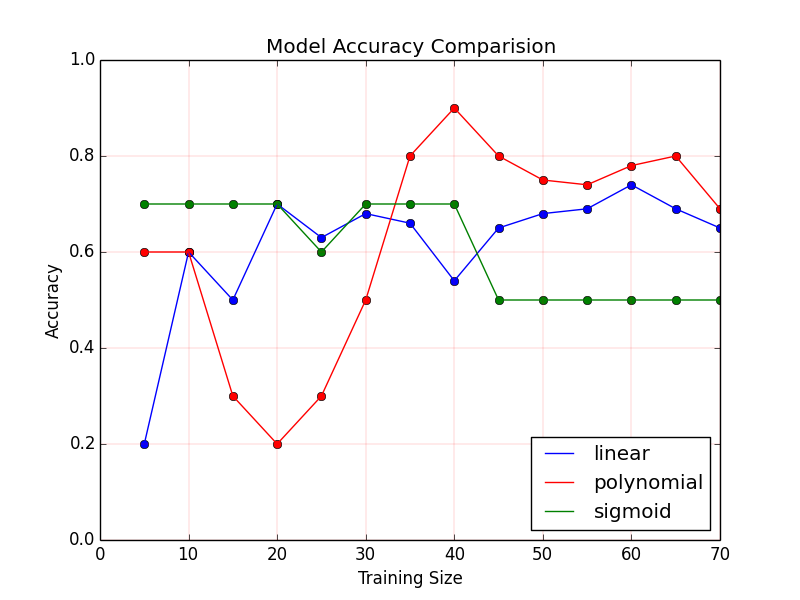 Model Accuracy Comparision
1.0
0.8
0.6
0.4
0.2
0.0
Accuracy
linear
polynomial
sigmoid
0 10 20 30 40 50 60 70
Training Size